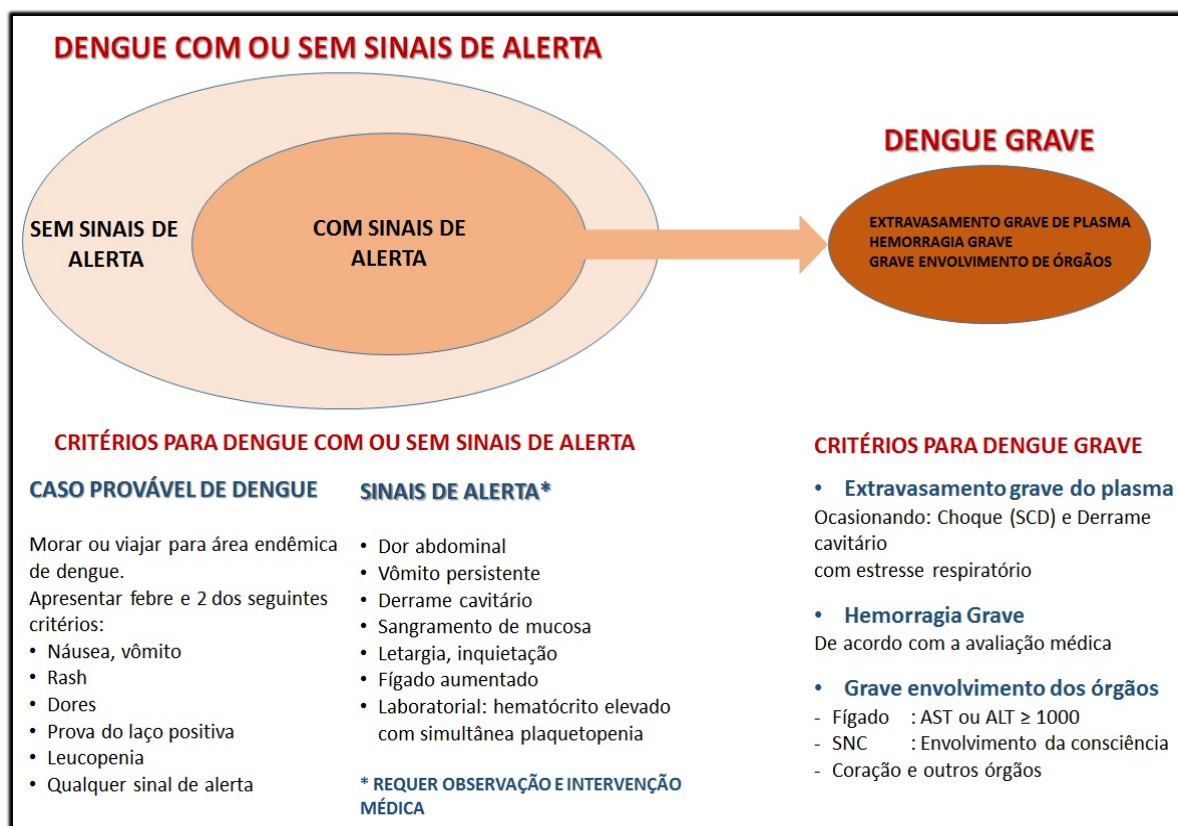 DENGUE COM OU SEM SINAIS DE ALERTA
SEM SINAIS DE
ALERTA
COM SINAIS DE
ALERTA
DENGUE GRAVE
EXTRAVASAMENTO GRAVE DE PLASMA
HEMORRAGIA GRAVE
GRAVE ENVOLVIMENTO DE ÓRGÃOS
CRITÉRIOS PARA DENGUE COM OU SEM SINAIS DE ALERTA
CASO PROVÁVEL DE DENGUE
Morar ou viajar para área endêmica
de dengue.
Apresentar febre e 2 dos seguintes
critérios:
• Náusea, vômito
• Rash
• Dores
• Prova do laço positiva
• Leucopenia
• Qualquer sinal de alerta
SINAIS DE ALERTA*
• Dor abdominal
• Vômito persistente
• Derrame cavitário
• Sangramento de mucosa
• Letargia, inquietação
• Fígado aumentado
• Laboratorial: hematócrito elevado
com simultânea plaquetopenia
* REQUER OBSERVAÇÃO E INTERVENÇÃO
MÉDICA
CRITÉRIOS PARA DENGUE GRAVE
• Extravasamento grave do plasma
Ocasionando: Choque (SCD) e Derrame
cavitário
com estresse respiratório
• Hemorragia Grave
De acordo com a avaliação médica
• Grave envolvimento dos órgãos
- Fígado : AST ou ALT ≥ 1000
- SNC : Envolvimento da consciência
- Coração e outros órgãos